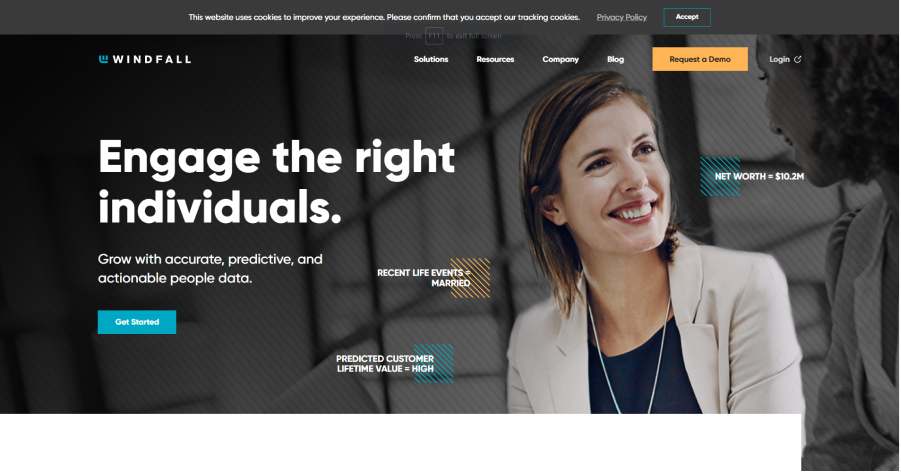 This website uses cookies to improve your experience. Please confirm that you accept our tracking cookies. Privacy Policy Accept
Press F11 to exit full screen
WINDFALL Solutions Resources Company Blog Request a Demo Login
Engage the right
individuals.
NET WORTH = $10.2M
Grow with accurate, predictive, and
actionable people data.
RECENT LIFE EVENTS =
MARRIED
Get Started
PREDICTED CUSTOMER
LIFETIME VALUE = HIGH